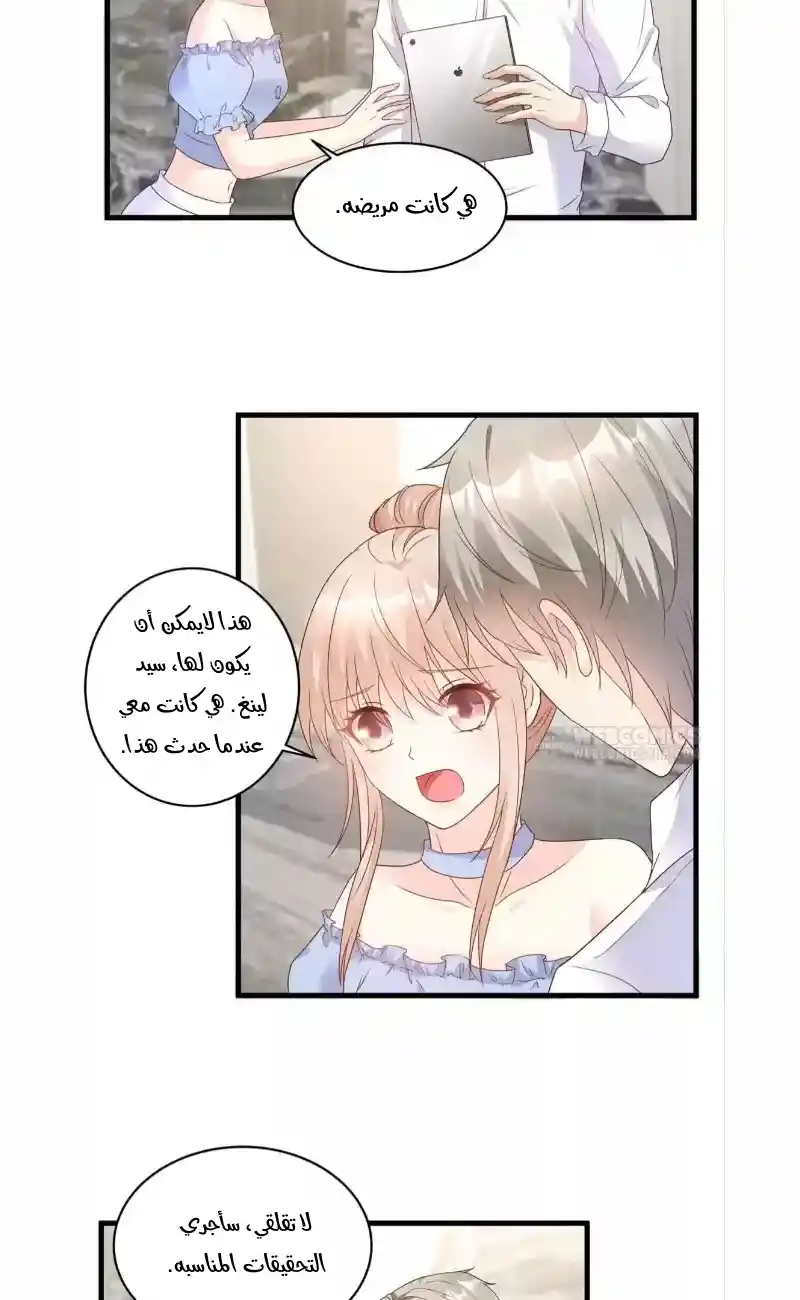 هي كانت مريضه.
هذا لايمكن أن
يكون لها، سيد
لينغ. هي كانت معي
عندما حدث هذا.
WEBCOMICS
لا تقلقي، سأجري
التحقيقات المناسبه.